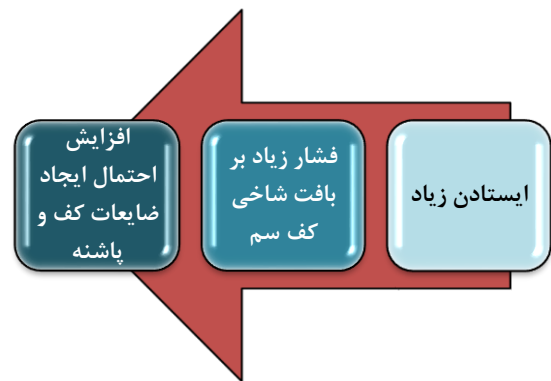 ایستادن زیاد
فشار زیاد بر
بافت شاخی
کف سم
افزایش
احتمال ایجاد
ضایعات کف و
پاشنه